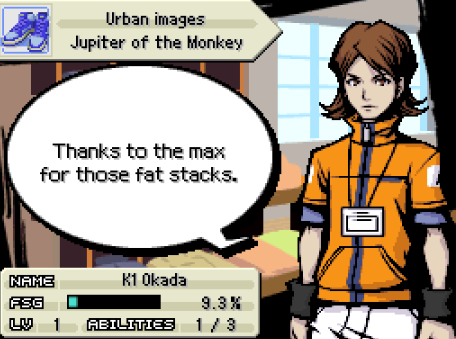 Urban images
Jupiter of the Monkey
Thanks to the max
for those fat stacks.
NAME K1 Okada
FSG 9.3%
LV 1 ABILITIES 1 / 3